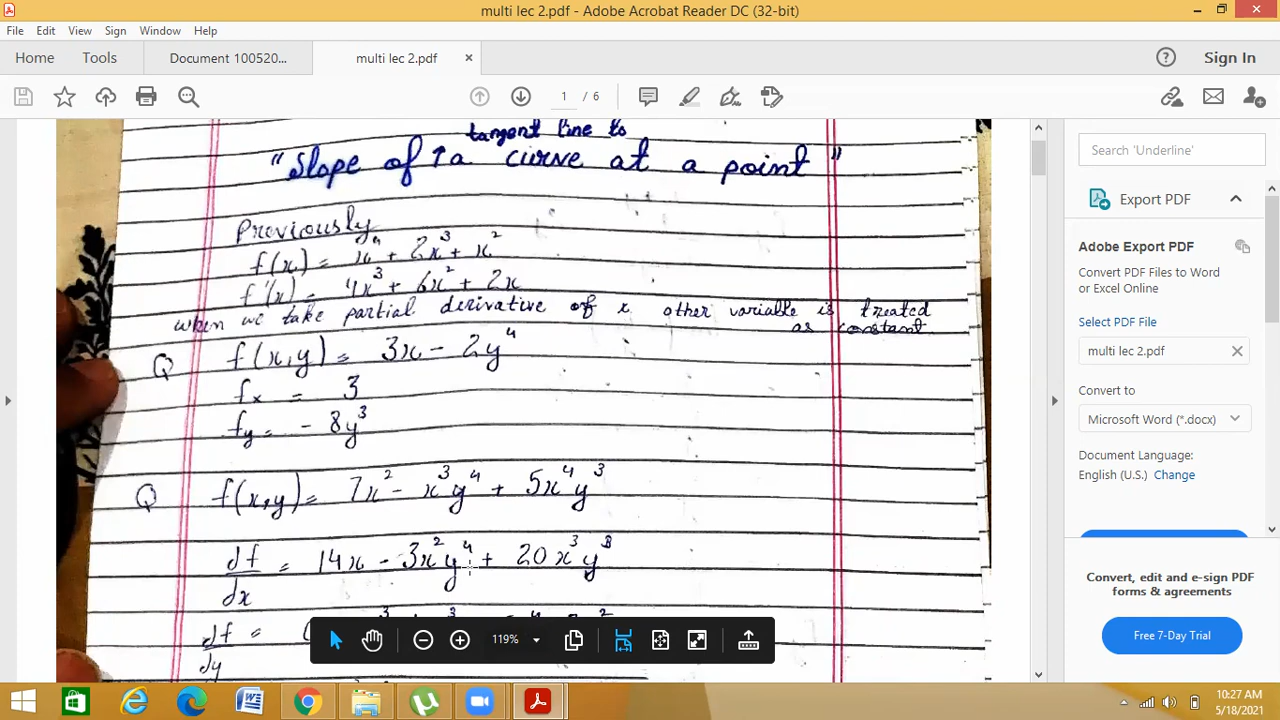 multi lec 2.pdf - Adobe Acrobat Reader DC (32-bit)
File Edit View Sign Window Help
Home Tools Document 100520... multi lec 2.pdf × Sign In
1 / 6
Search 'Underline'
Export PDF
Adobe Export PDF
Convert PDF Files to Word
or Excel Online
Select PDF File
multi lec 2.pdf
Convert to
Microsoft Word (*.docx)
Document Language:
English (U.S.) Change
Convert, edit and e-sign PDF
forms & agreements
Free 7-Day Trial
tangent line to
"Slope of ↑a curve at a point"
Previously
f(x) = x⁴ + 2x³ + x²
f'(x) = 4x³ + 6x² + 2x
when we take partial derivative of x other variable is treated
as constant
Q f(x,y) = 3x - 2y⁴
fx = 3
fy = - 8y³
Q f(x,y) = 7x² - x³y⁴ + 5x⁴y³
df/dx = 14x - 3x²y⁴ + 20x³y³
df/dy =
119%
10:27 AM
5/18/2021